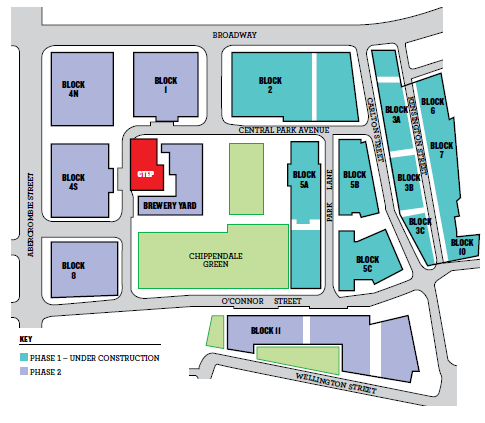 BROADWAY
BLOCK
4N
BLOCK
1
BLOCK
2
BLOCK
3A
BLOCK
6
CARLTON STREET
KENSINGTON STREET
CENTRAL PARK AVENUE
BLOCK
7
ABERCROMBIE STREET
BLOCK
4S
CTEP
BREWERY YARD
BLOCK
5A
PARK LANE
BLOCK
5B
BLOCK
3B
BLOCK
3C
BLOCK
10
CHIPPENDALE
GREEN
BLOCK
8
BLOCK
5C
O'CONNOR STREET
BLOCK 11
WELLINGTON STREET
KEY
PHASE 1 – UNDER CONSTRUCTION
PHASE 2